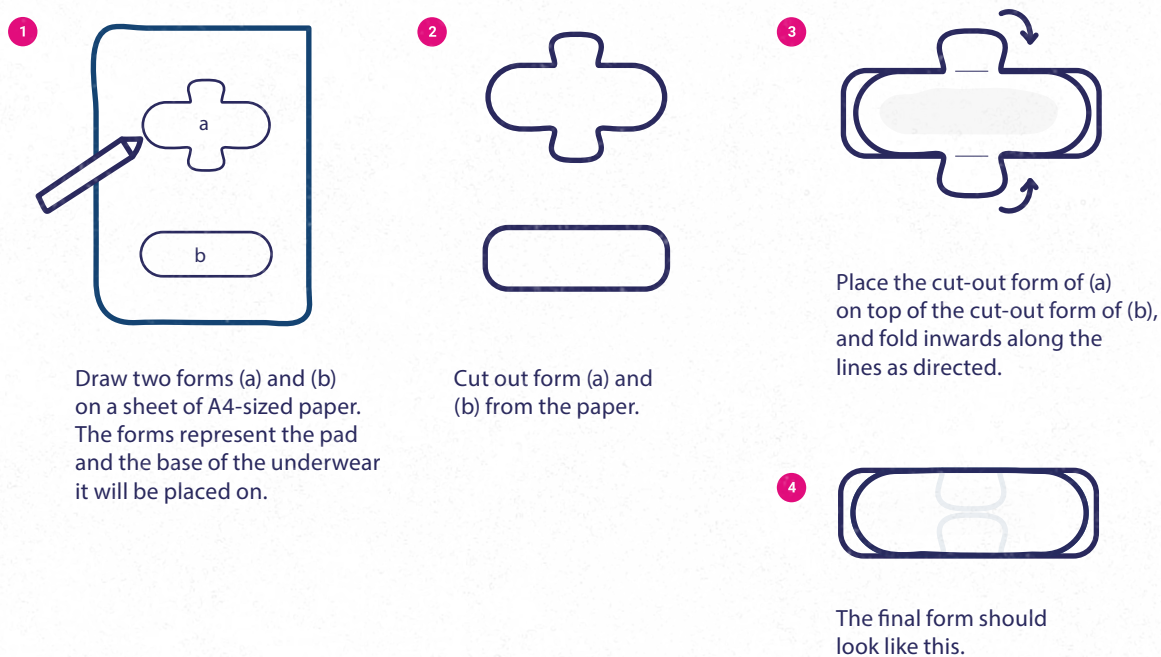 1
a
b
Draw two forms (a) and (b)
on a sheet of A4-sized paper.
The forms represent the pad
and the base of the underwear
it will be placed on.
2
Cut out form (a) and
(b) from the paper.
3
Place the cut-out form of (a)
on top of the cut-out form of (b),
and fold inwards along the
lines as directed.
4
The final form should
look like this.